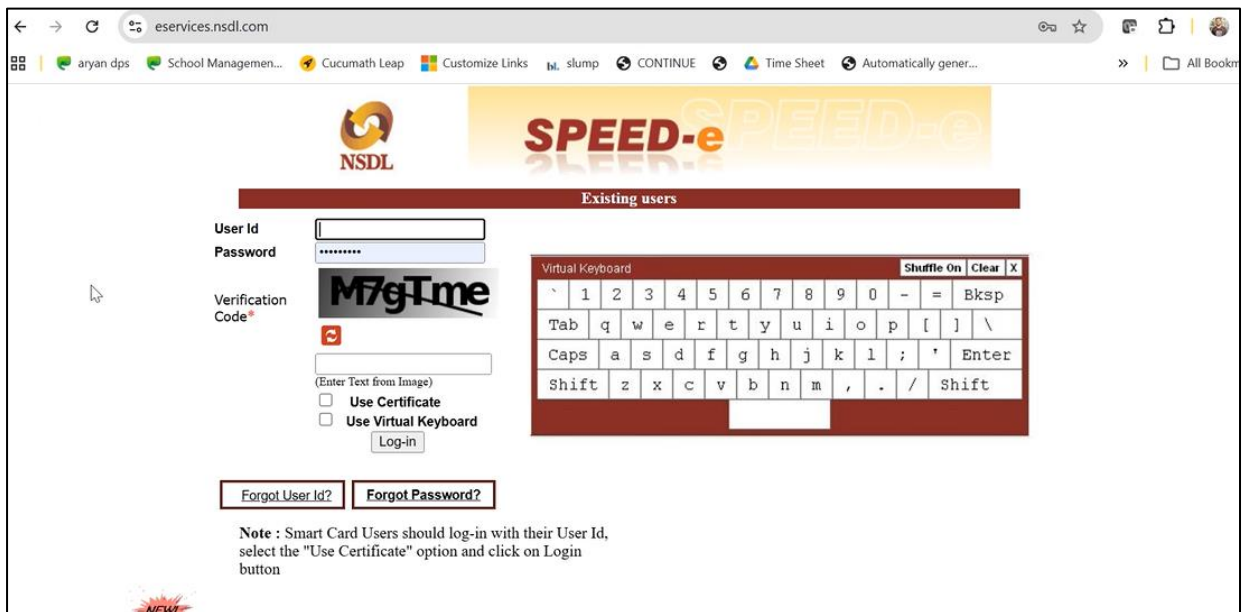 eservices.nsdl.com
aryan dps School Managemen... Cucumath Leap Customize Links bl. slump CONTINUE Time Sheet Automatically gener... » All Bookm
NSDL
SPEED-e
Existing users
User Id
Password •••••••••
Verification
Code*
M7gTme
(Enter Text from Image)
Use Certificate
Use Virtual Keyboard
Log-in
Virtual Keyboard Shuffle On Clear X
` 1 2 3 4 5 6 7 8 9 0 - = Bksp
Tab q w e r t y u i o p [ ] \
Caps a s d f g h j k l ; ' Enter
Shift z x c v b n m , . / Shift
Forgot User Id? Forgot Password?
Note : Smart Card Users should log-in with their User Id,
select the "Use Certificate" option and click on Login
button
NEW!